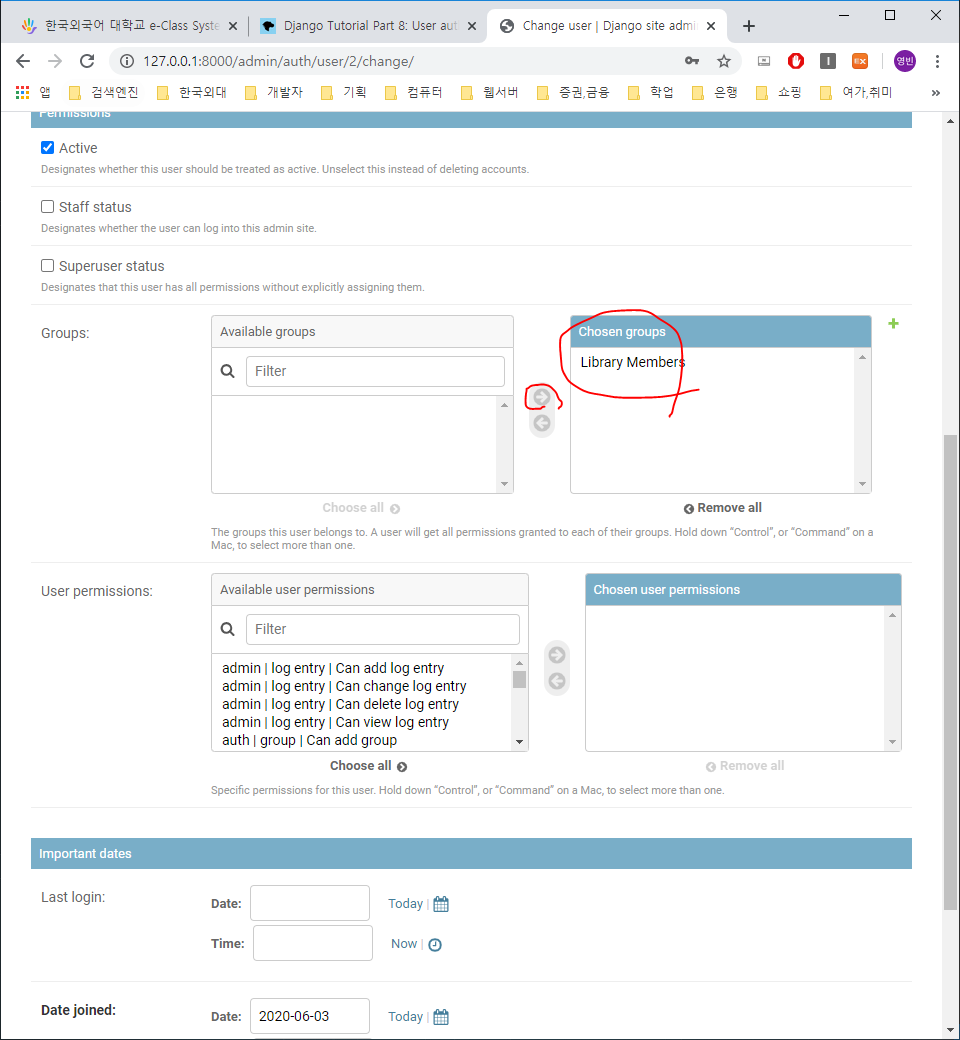 한국외국어 대학교 e-Class Syste
Django Tutorial Part 8: User aut
Change user | Django site admi
127.0.0.1:8000/admin/auth/user/2/change/
영빈
앱 검색엔진 한국외대 개발자 기획 컴퓨터 웹서버 증권,금융 학업 은행 쇼핑 여가,취미 »
Permissions
Active
Designates whether this user should be treated as active. Unselect this instead of deleting accounts.
Staff status
Designates whether the user can log into this admin site.
Superuser status
Designates that this user has all permissions without explicitly assigning them.
Groups:
Available groups
Filter
Choose all
Chosen groups
Library Members
Remove all
The groups this user belongs to. A user will get all permissions granted to each of their groups. Hold down “Control”, or “Command” on a
Mac, to select more than one.
User permissions:
Available user permissions
Filter
admin | log entry | Can add log entry
admin | log entry | Can change log entry
admin | log entry | Can delete log entry
admin | log entry | Can view log entry
auth | group | Can add group
Choose all
Chosen user permissions
Remove all
Specific permissions for this user. Hold down “Control”, or “Command” on a Mac, to select more than one.
Important dates
Last login:
Date: Today |
Time: Now |
Date joined:
Date: 2020-06-03 Today |